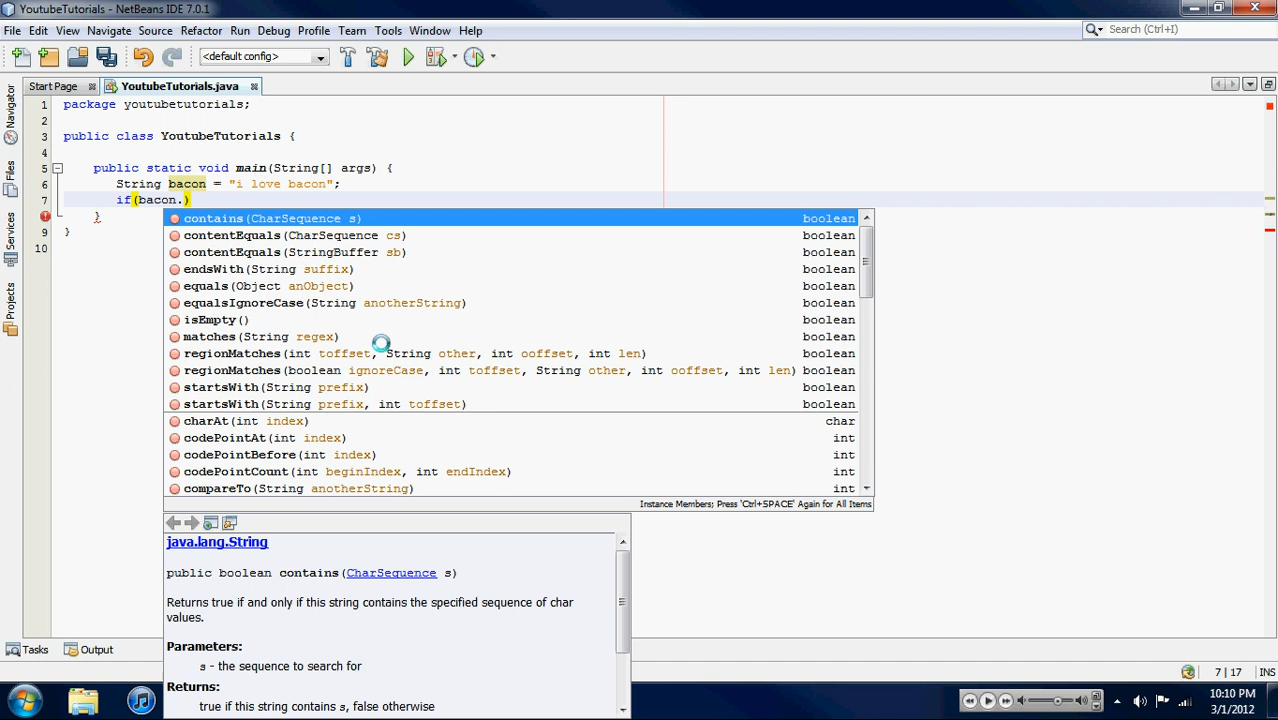 YoutubeTutorials - NetBeans IDE 7.0.1
File Edit View Navigate Source Refactor Run Debug Profile Team Tools Window Help
Search (Ctrl+I)
<default config>
Start Page YoutubeTutorials.java
Navigator
Files
Services
Projects
1 package youtubetutorials;
2
3 public class YoutubeTutorials {
4
5 public static void main(String[] args) {
6 String bacon = "i love bacon";
7 if(bacon.)
}
9 }
10
contains(CharSequence s) boolean
contentEquals(CharSequence cs) boolean
contentEquals(StringBuffer sb) boolean
endsWith(String suffix) boolean
equals(Object anObject) boolean
equalsIgnoreCase(String anotherString) boolean
isEmpty() boolean
matches(String regex) boolean
regionMatches(int toffset, String other, int ooffset, int len) boolean
regionMatches(boolean ignoreCase, int toffset, String other, int ooffset, int len) boolean
startsWith(String prefix) boolean
startsWith(String prefix, int toffset) boolean
charAt(int index) char
codePointAt(int index) int
codePointBefore(int index) int
codePointCount(int beginIndex, int endIndex) int
compareTo(String anotherString) int
Instance Members; Press 'Ctrl+SPACE' Again for All Items
java.lang.String
public boolean contains(CharSequence s)
Returns true if and only if this string contains the specified sequence of char
values.
Parameters:
s - the sequence to search for
Returns:
true if this string contains s, false otherwise
Tasks Output
7 | 17 INS
10:10 PM
3/1/2012